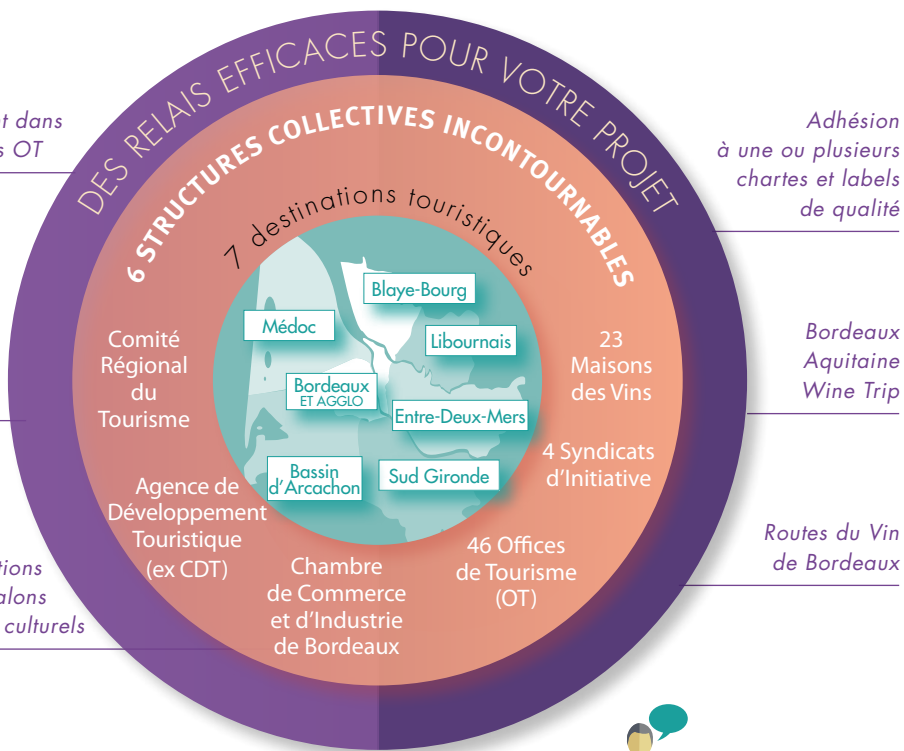 DES RELAIS EFFICACES POUR VOTRE PROJET
6 STRUCTURES COLLECTIVES INCONTOURNABLES
7 destinations touristiques
Blaye-Bourg
Médoc
Libournais
Bordeaux
ET AGGLO
Entre-Deux-Mers
Bassin
d'Arcachon
Sud Gironde
Comité
Régional
du
Tourisme
Agence de
Développement
Touristique
(ex CDT)
Chambre
de Commerce
et d'Industrie
de Bordeaux
46 Offices
de Tourisme
(OT)
4 Syndicats
d'Initiative
23
Maisons
des Vins
dans
OT
culturels
Adhésion
à une ou plusieurs
chartes et labels
de qualité
Bordeaux
Aquitaine
Wine Trip
Routes du Vin
de Bordeaux